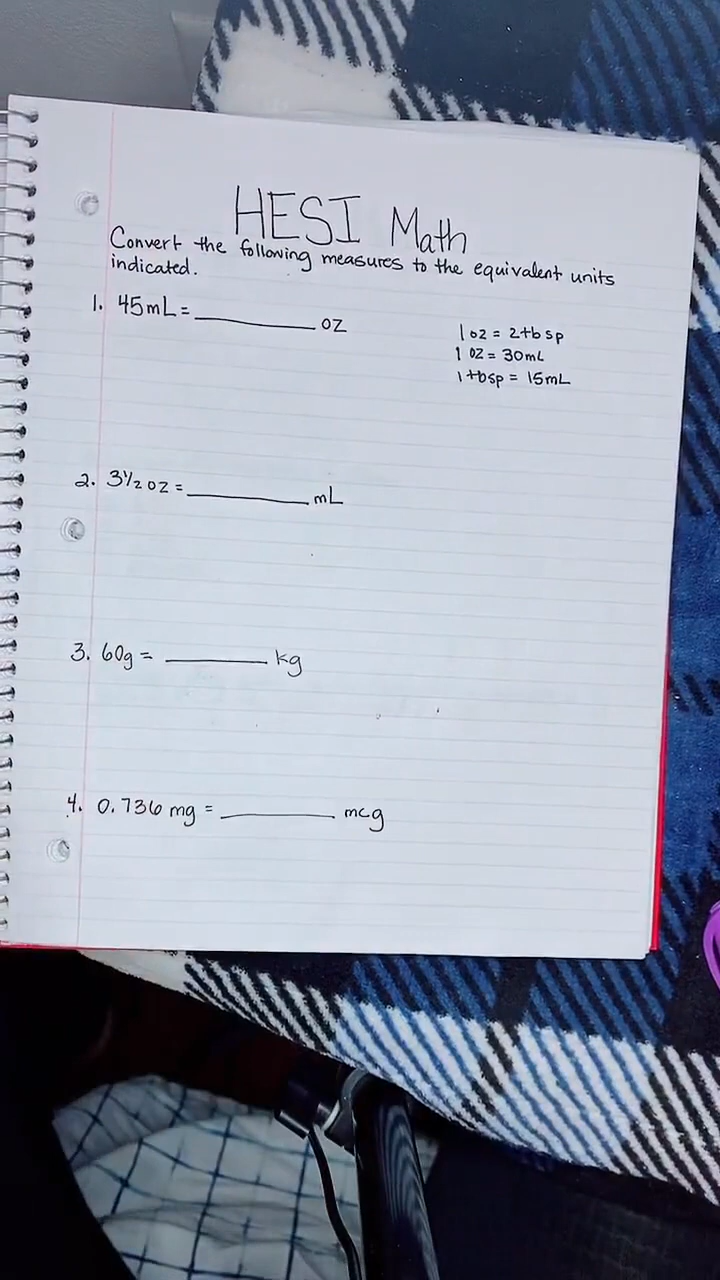 HESI Math
Convert the following measures to the equivalent units
indicated.
1. 45mL = ________ oz
1 oz = 2tbsp
1 oz = 30mL
1 tbsp = 15mL
2. 3½ oz = ________ mL
3. 60g = ________ kg
4. 0.736 mg = ________ mcg